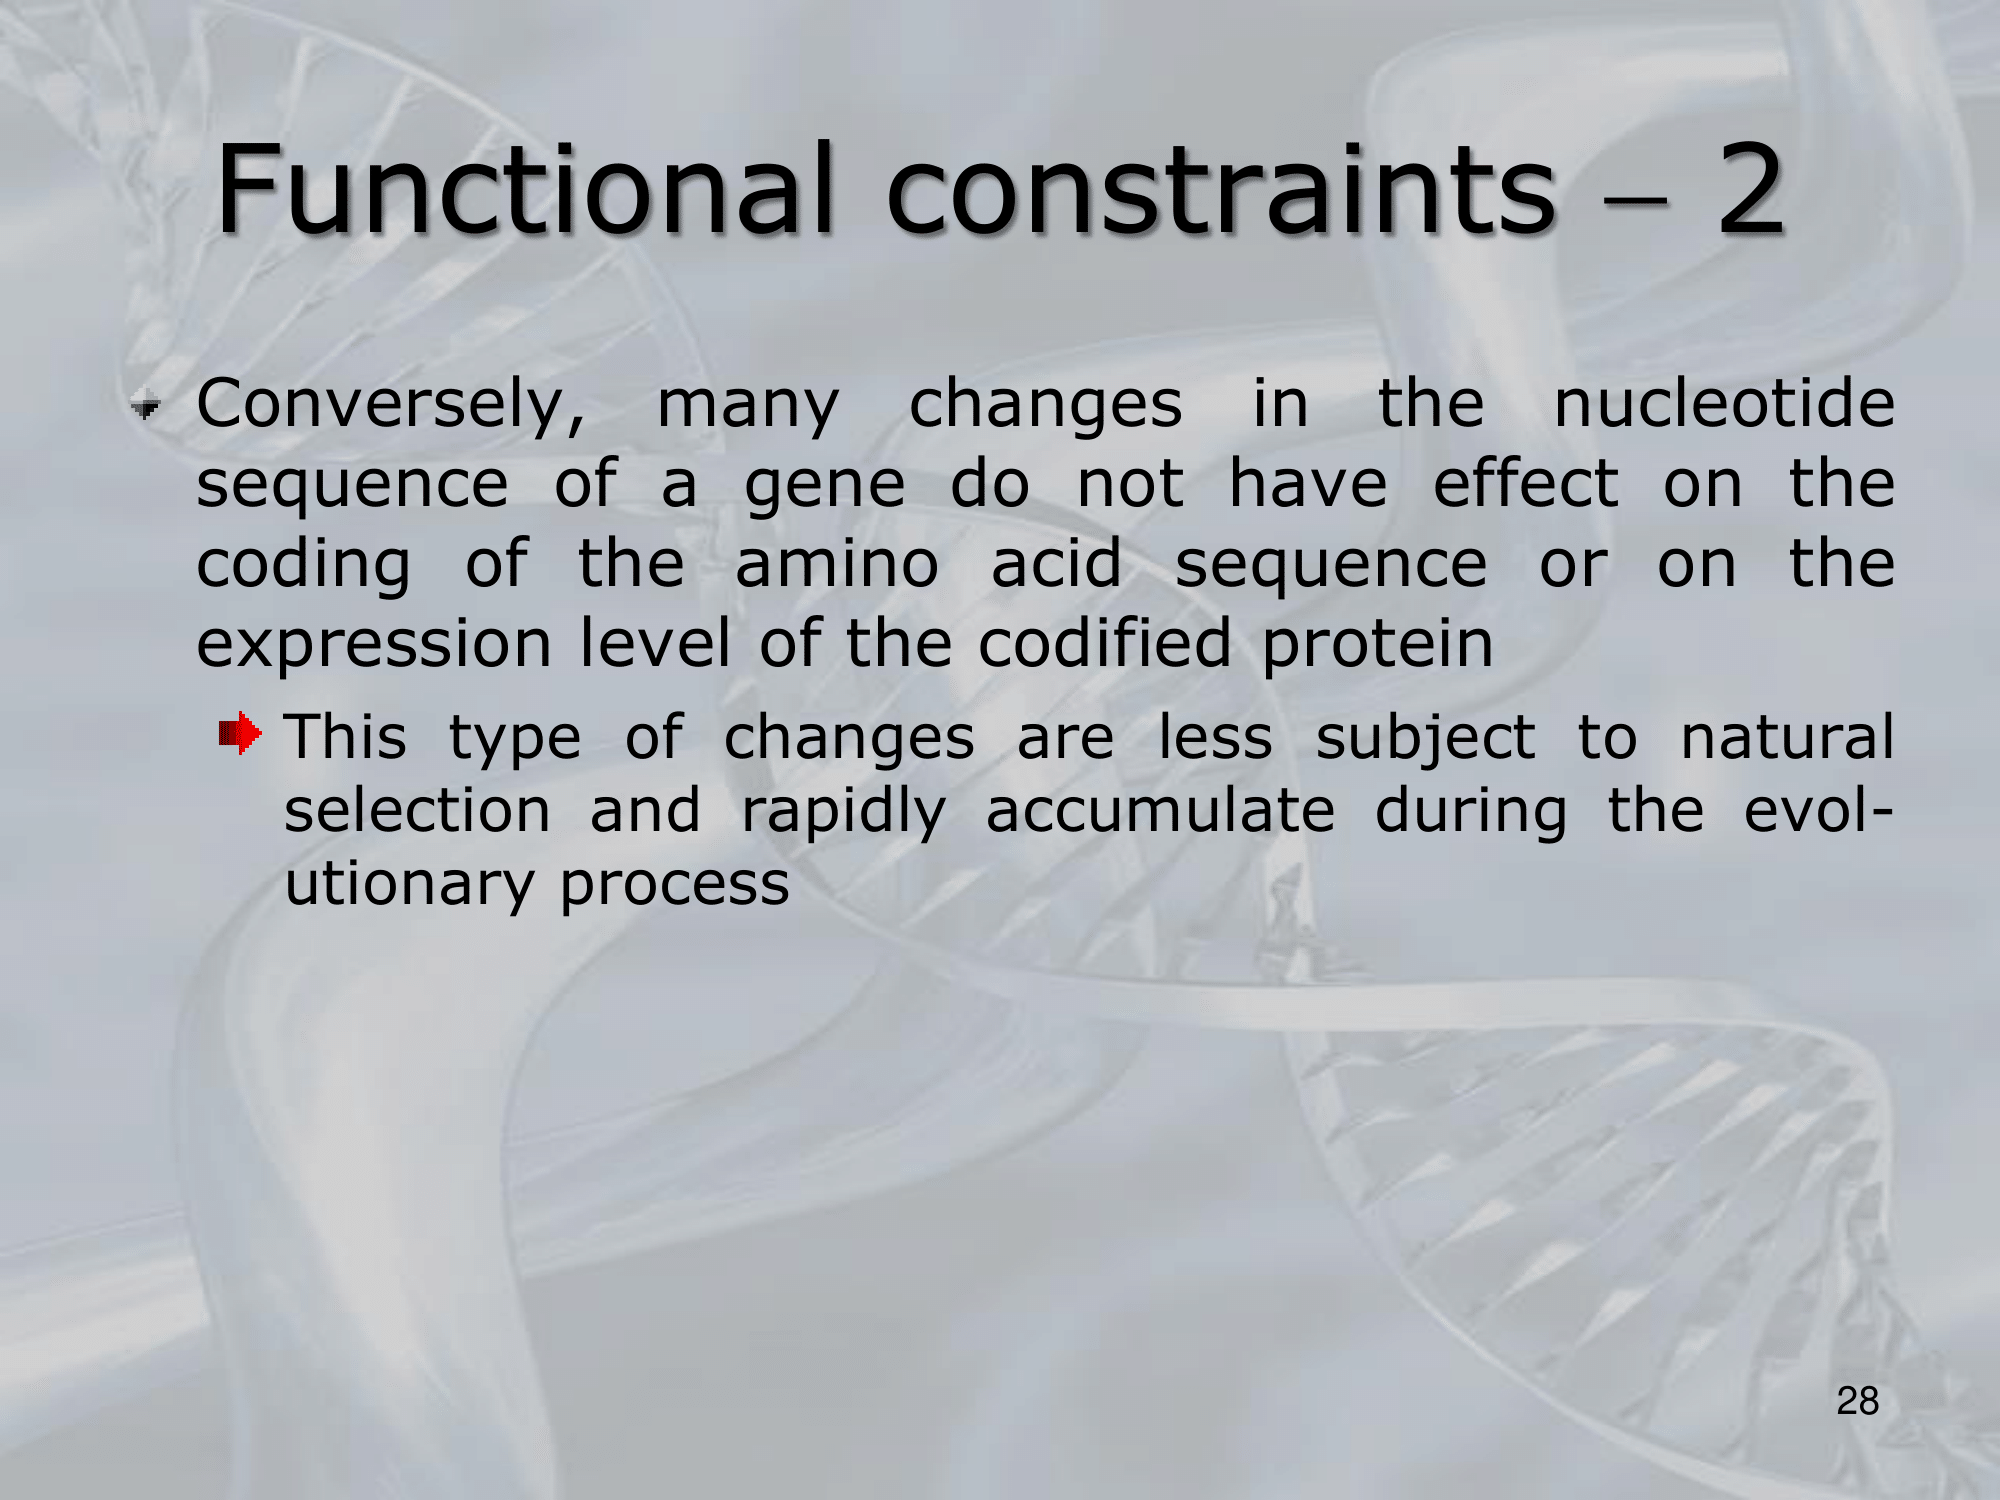 Functional constraints – 2
Conversely, many changes in the nucleotide
sequence of a gene do not have effect on the
coding of the amino acid sequence or on the
expression level of the codified protein
This type of changes are less subject to natural
selection and rapidly accumulate during the evol-
utionary process
28